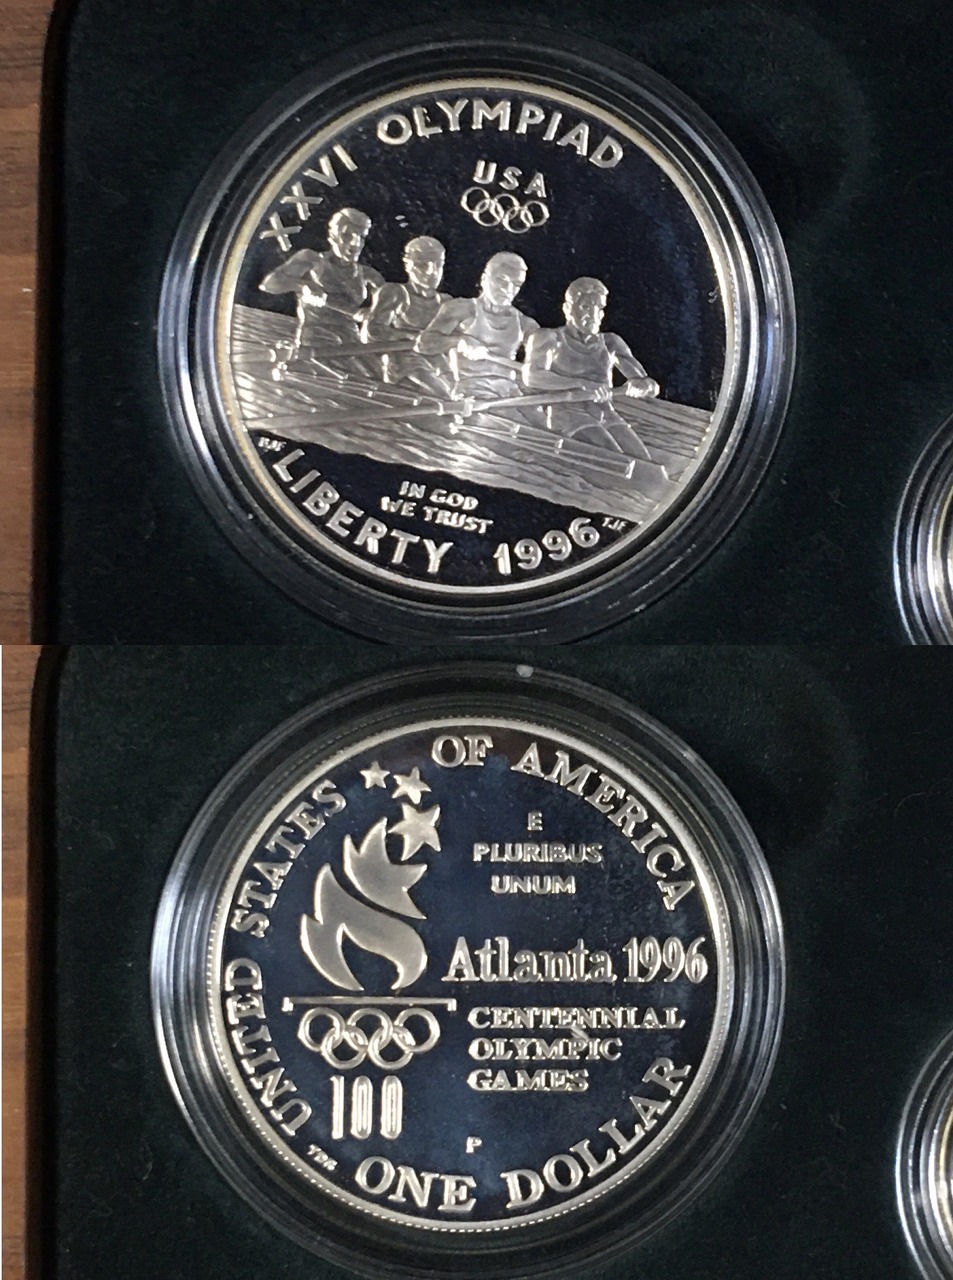 XXVI OLYMPIAD
USA
IN GOD
WE TRUST
LIBERTY 1996
TJF
UNITED STATES OF AMERICA
E
PLURIBUS
UNUM
Atlanta 1996
CENTENNIAL
OLYMPIC
GAMES
100
P
ONE DOLLAR